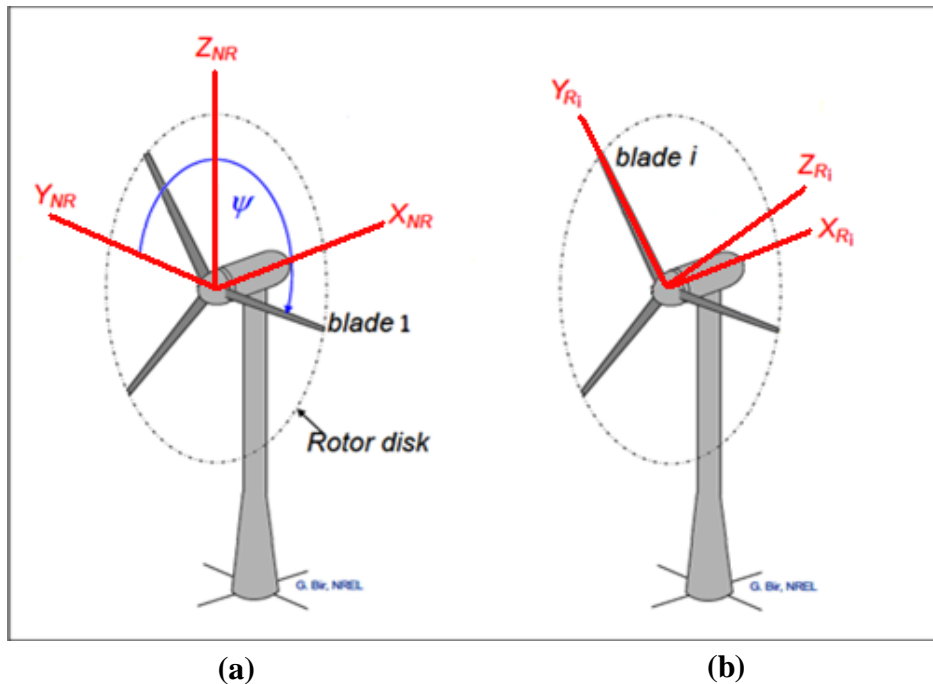 Z_NR
Y_NR
ψ
X_NR
blade 1
Rotor disk
G. Bir, NREL
(a)
Y_Ri
blade i
Z_Ri
X_Ri
G. Bir, NREL
(b)